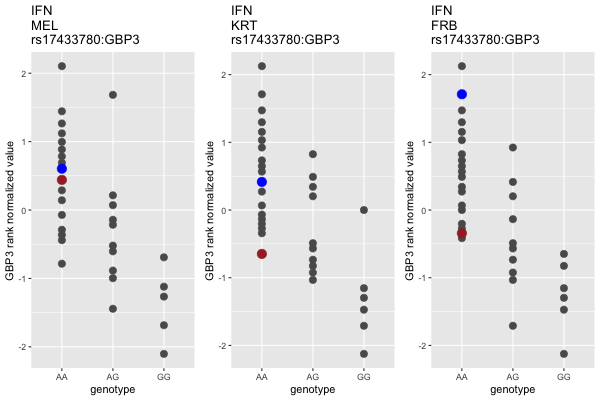 IFN
MEL
rs17433780:GBP3
GBP3 rank normalized value
2
1
0
-1
-2
AA AG GG
genotype
IFN
KRT
rs17433780:GBP3
GBP3 rank normalized value
2
1
0
-1
-2
AA AG GG
genotype
IFN
FRB
rs17433780:GBP3
GBP3 rank normalized value
2
1
0
-1
-2
AA AG GG
genotype